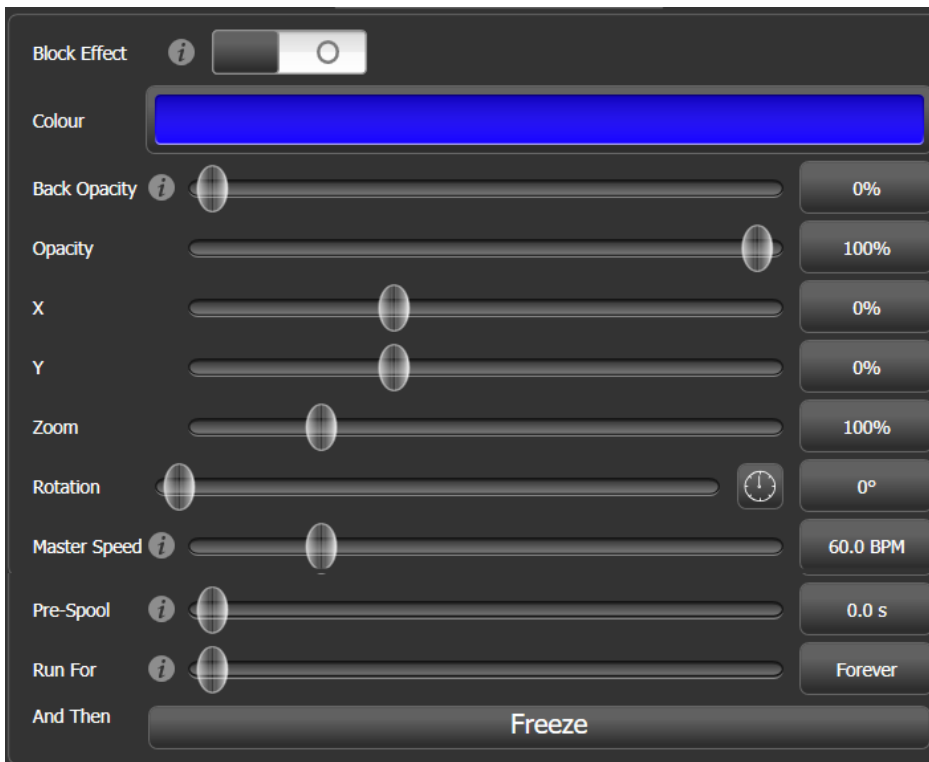 Block Effect i
Colour
Back Opacity i 0%
Opacity 100%
X 0%
Y 0%
Zoom 100%
Rotation 0°
Master Speed i 60.0 BPM
Pre-Spool i 0.0 s
Run For i Forever
And Then Freeze